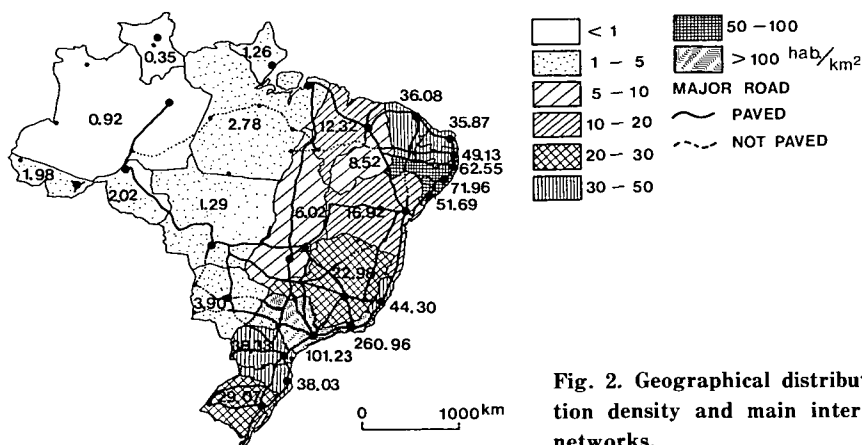 0.35
1.26
0.92
2.78
12.32
36.08
35.87
8.52
49.13
62.55
1.98
2.02
71.96
51.69
1.29
6.02
16.92
22.98
3.90
44.30
260.96
101.23
38.03
29.07
0 1000 km
< 1
1 – 5
5 – 10
10 – 20
20 – 30
30 – 50
50 – 100
> 100 hab/km²
MAJOR ROAD
PAVED
NOT PAVED
Fig. 2. Geographical distribut
tion density and main inter
networks.